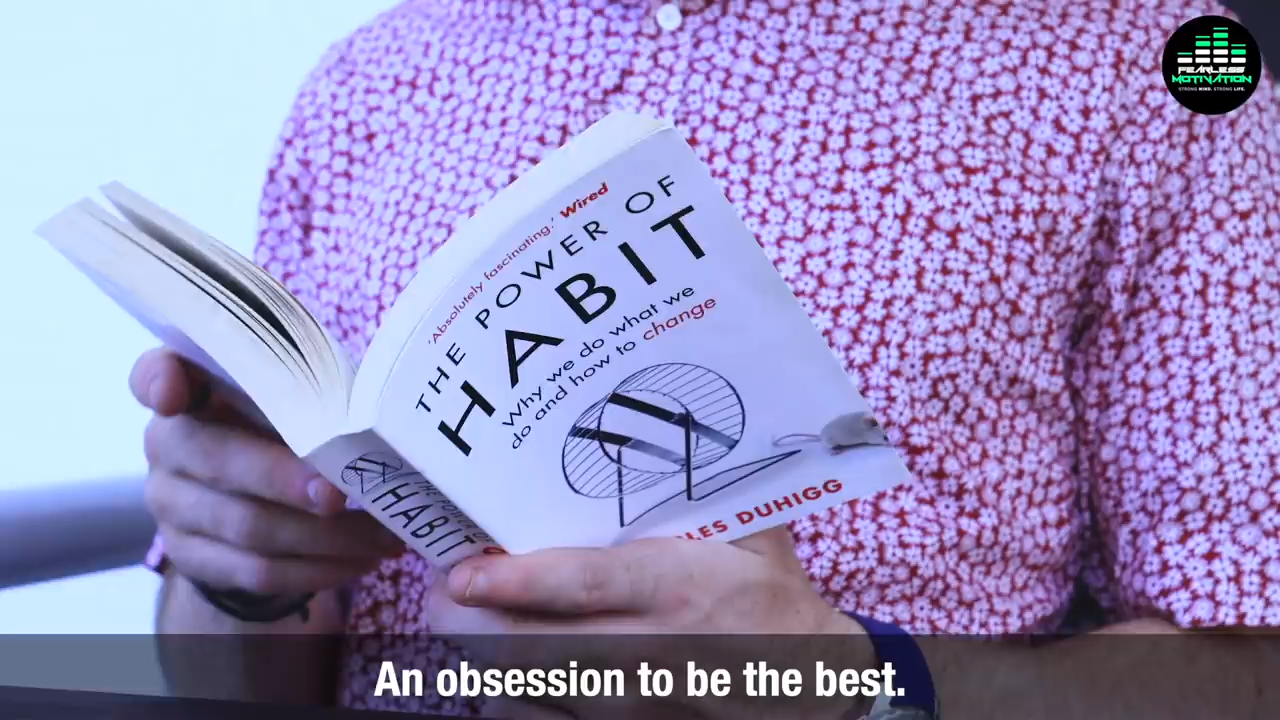 FEARLESS
MOTIVATION
STRONG MIND. STRONG LIFE.
'Absolutely fascinating.' Wired
THE POWER OF
HABIT
Why we do what we
do and how to change
LES DUHIGG
HABIT
An obsession to be the best.